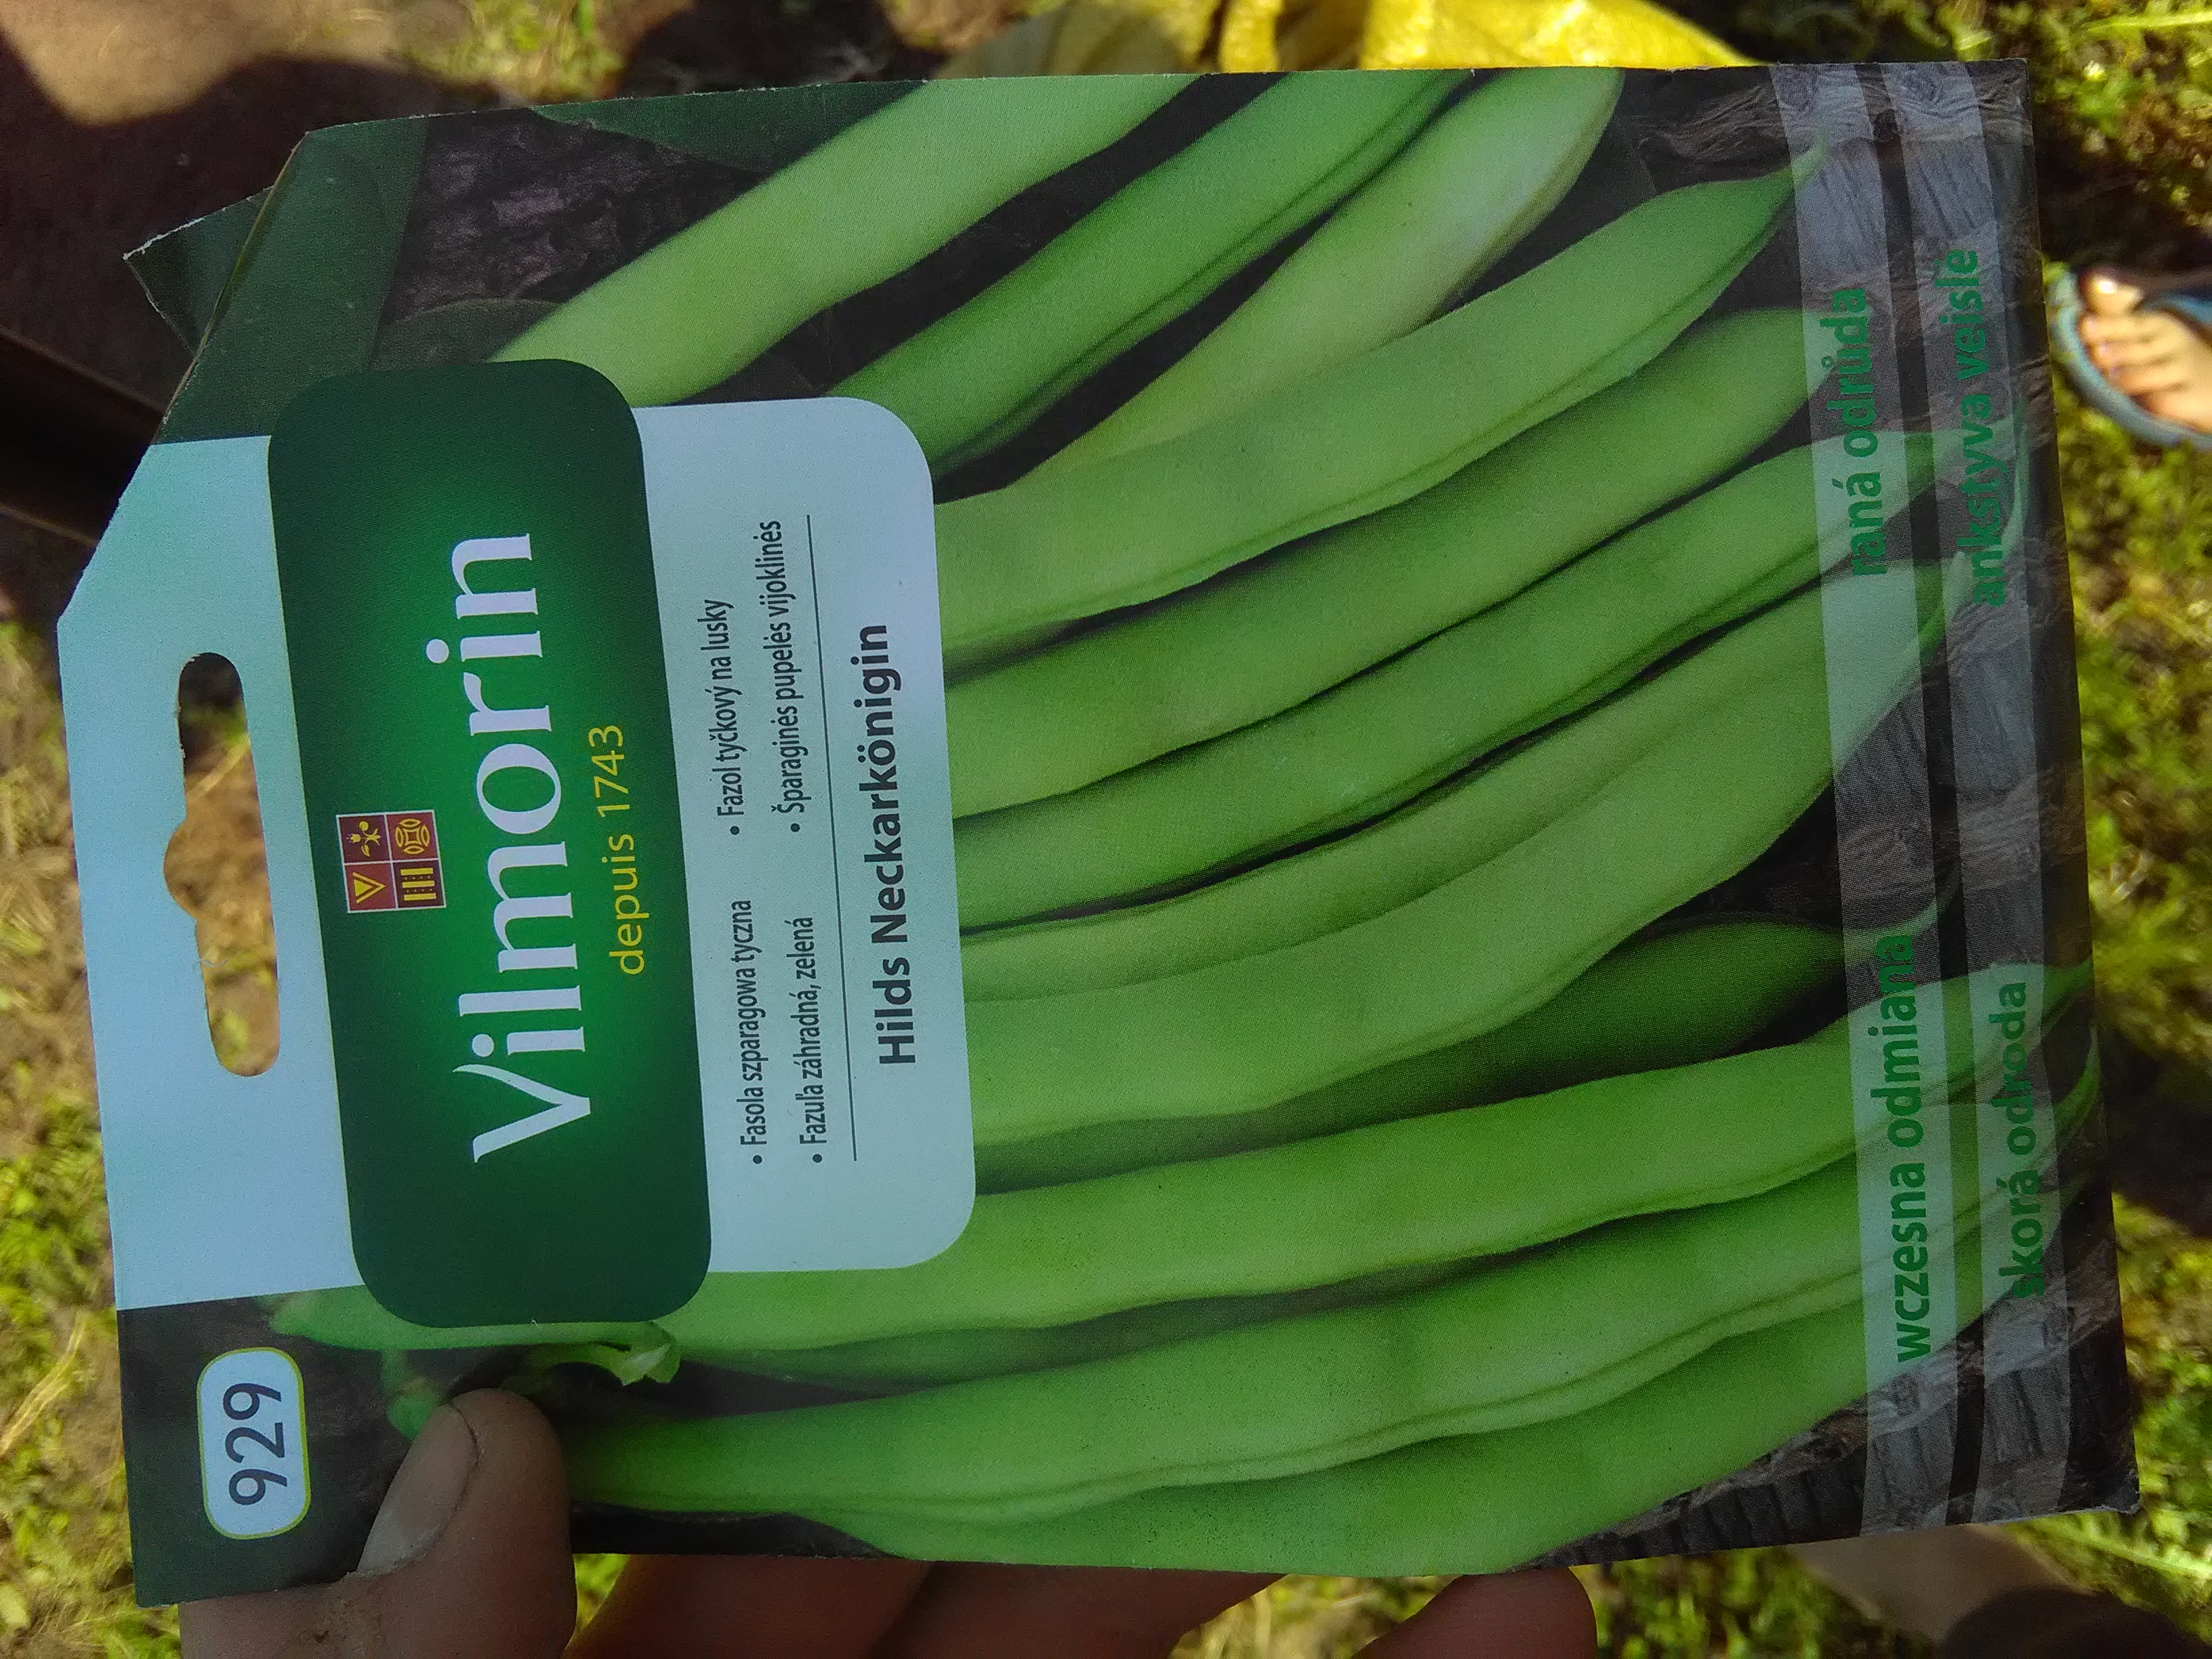 Vilmorin
depuis 1743
• Fasola szparagowa tyczna
• Fazol tyčkový na lusky
• Fazuľa záhradná, zelená
• Šparaginės pupelės vijoklinės
Hilds Neckarkönigin
929
wczesna odmiana
raná odrůda
skorá odroda
ankstyva veislė